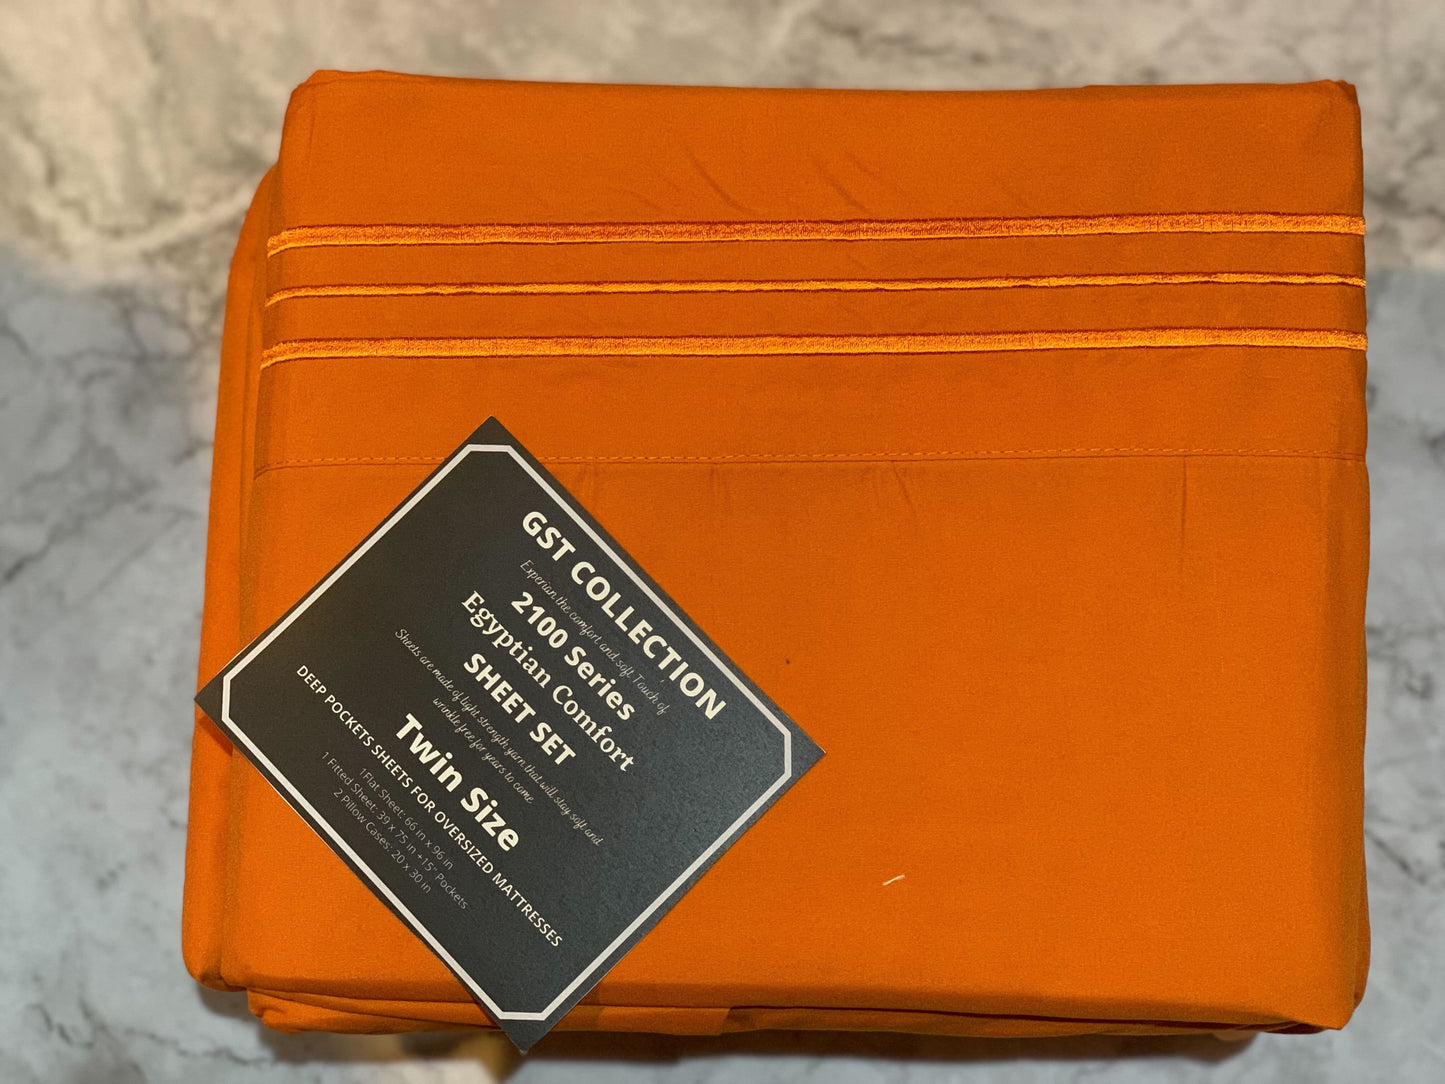 GST COLLECTION
Experian the comfort and soft Touch of
2100 Series
Egyptian Comfort
SHEET SET
Sheets are made of light strength yarn that will stay soft and
wrinkle free for years to come
Twin Size
DEEP POCKETS SHEETS FOR OVERSIZED MATTRESSES
1Flat Sheet: 66 in x 96 in
1 Fitted Sheet: 39 x 75 in +15" Pockets
2 Pillow Cases: 20 x 30 in